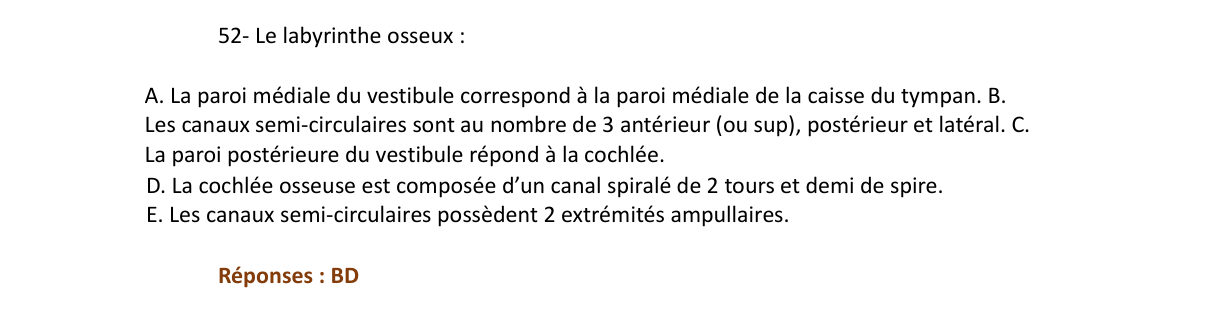 52- Le labyrinthe osseux :
A. La paroi médiale du vestibule correspond à la paroi médiale de la caisse du tympan. B.
Les canaux semi-circulaires sont au nombre de 3 antérieur (ou sup), postérieur et latéral. C.
La paroi postérieure du vestibule répond à la cochlée.
D. La cochlée osseuse est composée d’un canal spiralé de 2 tours et demi de spire.
E. Les canaux semi-circulaires possèdent 2 extrémités ampullaires.
Réponses : BD